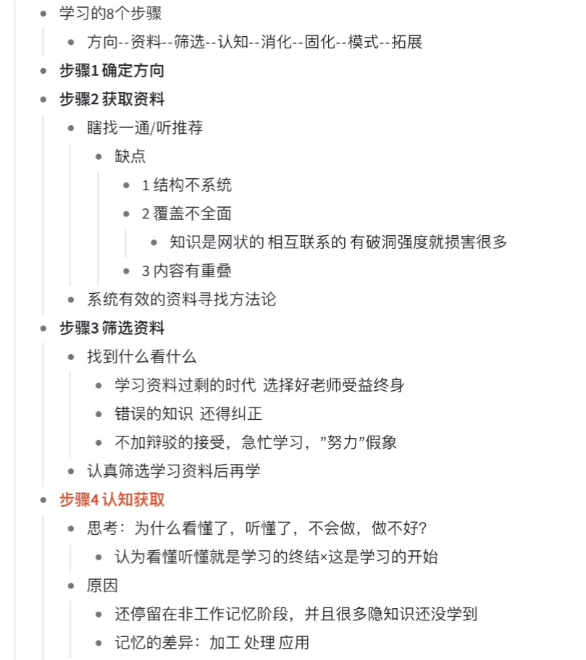 学习的8个步骤
方向--资料--筛选--认知--消化--固化--模式--拓展
步骤1 确定方向
步骤2 获取资料
瞎找一通/听推荐
缺点
1 结构不系统
2 覆盖不全面
知识是网状的 相互联系的 有破洞强度就损害很多
3 内容有重叠
系统有效的资料寻找方法论
步骤3 筛选资料
找到什么看什么
学习资料过剩的时代 选择好老师受益终身
错误的知识 还得纠正
不加辩驳的接受，急忙学习，”努力”假象
认真筛选学习资料后再学
步骤4 认知获取
思考：为什么看懂了，听懂了，不会做，做不好？
认为看懂听懂就是学习的终结×这是学习的开始
原因
还停留在非工作记忆阶段，并且很多隐知识还没学到
记忆的差异：加工 处理 应用